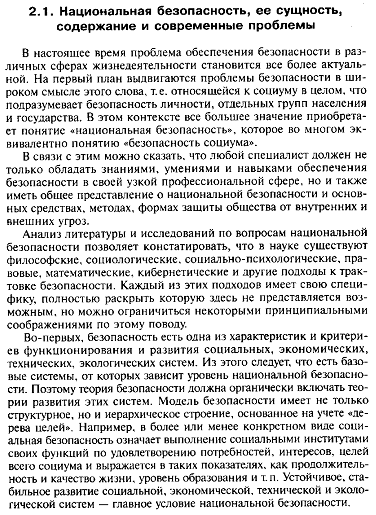 2.1. Национальная безопасность, ее сущность,
содержание и современные проблемы
В настоящее время проблема обеспечения безопасности в раз-
личных сферах жизнедеятельности становится все более актуаль-
ной. На первый план выдвигаются проблемы безопасности в ши-
роком смысле этого слова, т.е. относящейся к социуму в целом, что
подразумевает безопасность личности, отдельных групп населения
и государства. В этом контексте все большее значение приобрета-
ет понятие «национальная безопасность», которое во многом эк-
вивалентно понятию «безопасность социума».
В связи с этим можно сказать, что любой специалист должен не
только обладать знаниями, умениями и навыками обеспечения
безопасности в своей узкой профессиональной сфере, но и также
иметь общее представление о национальной безопасности и основ-
ных средствах, методах, формах защиты общества от внутренних и
внешних угроз.
Анализ литературы и исследований по вопросам национальной
безопасности позволяет констатировать, что в науке существуют
философские, социологические, социально-психологические, пра-
вовые, математические, кибернетические и другие подходы к трак-
товке безопасности. Каждый из этих подходов имеет свою специ-
фику, полностью раскрыть которую здесь не представляется воз-
можным, но можно ограничиться некоторыми принципиальными
соображениями по этому поводу.
Во-первых, безопасность есть одна из характеристик и критери-
ев функционирования и развития социальных, экономических,
технических, экологических систем. Из этого следует, что есть базо-
вые системы, от которых зависит уровень национальной безопасно-
сти. Поэтому теория безопасности должна органически включать тео-
рии развития этих систем. Модель безопасности имеет не только
структурное, но и иерархическое строение, основанное на учете «де-
рева целей». Например, в более или менее конкретном виде социа-
льная безопасность означает выполнение социальными институтами
своих функций по удовлетворению потребностей, интересов, целей
всего социума и выражается в таких показателях, как продолжитель-
ность и качество жизни, уровень образования и т.п. Устойчивое, ста-
бильное развитие социальной, экономической, технической и эколо-
гической систем — главное условие национальной безопасности.